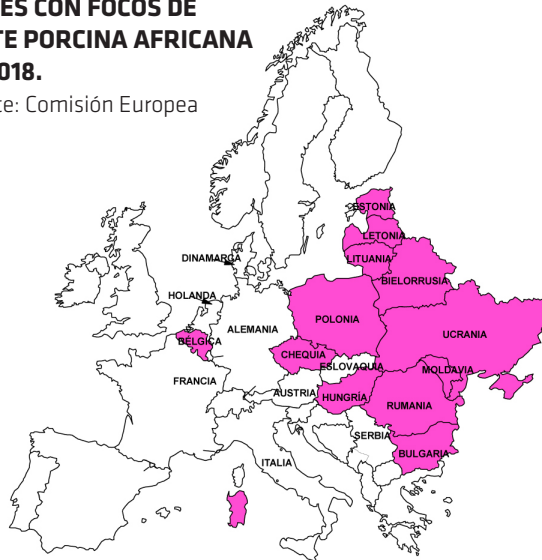 ES CON FOCOS DE
TE PORCINA AFRICANA
018.
te: Comisión Europea
ESTONIA
LETONIA
LITUANIA
DINAMARCA
BIELORRUSIA
HOLANDA
POLONIA
ALEMANIA
UCRANIA
BÉLGICA
CHEQUIA
ESLOVAQUIA
MOLDAVIA
FRANCIA
AUSTRIA
HUNGRÍA
RUMANIA
SERBIA
BULGARIA
ITALIA